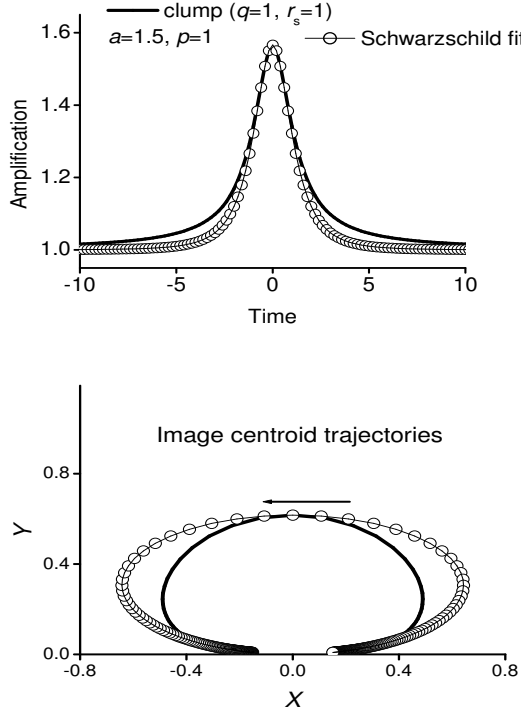 clump (q=1, rs=1)
a=1.5, p=1
Schwarzschild fit
Amplification
1.6
1.4
1.2
1.0
-10 -5 0 5 10
Time
Image centroid trajectories
Y
0.8
0.4
0.0
-0.8 -0.4 0.0 0.4 0.8
X